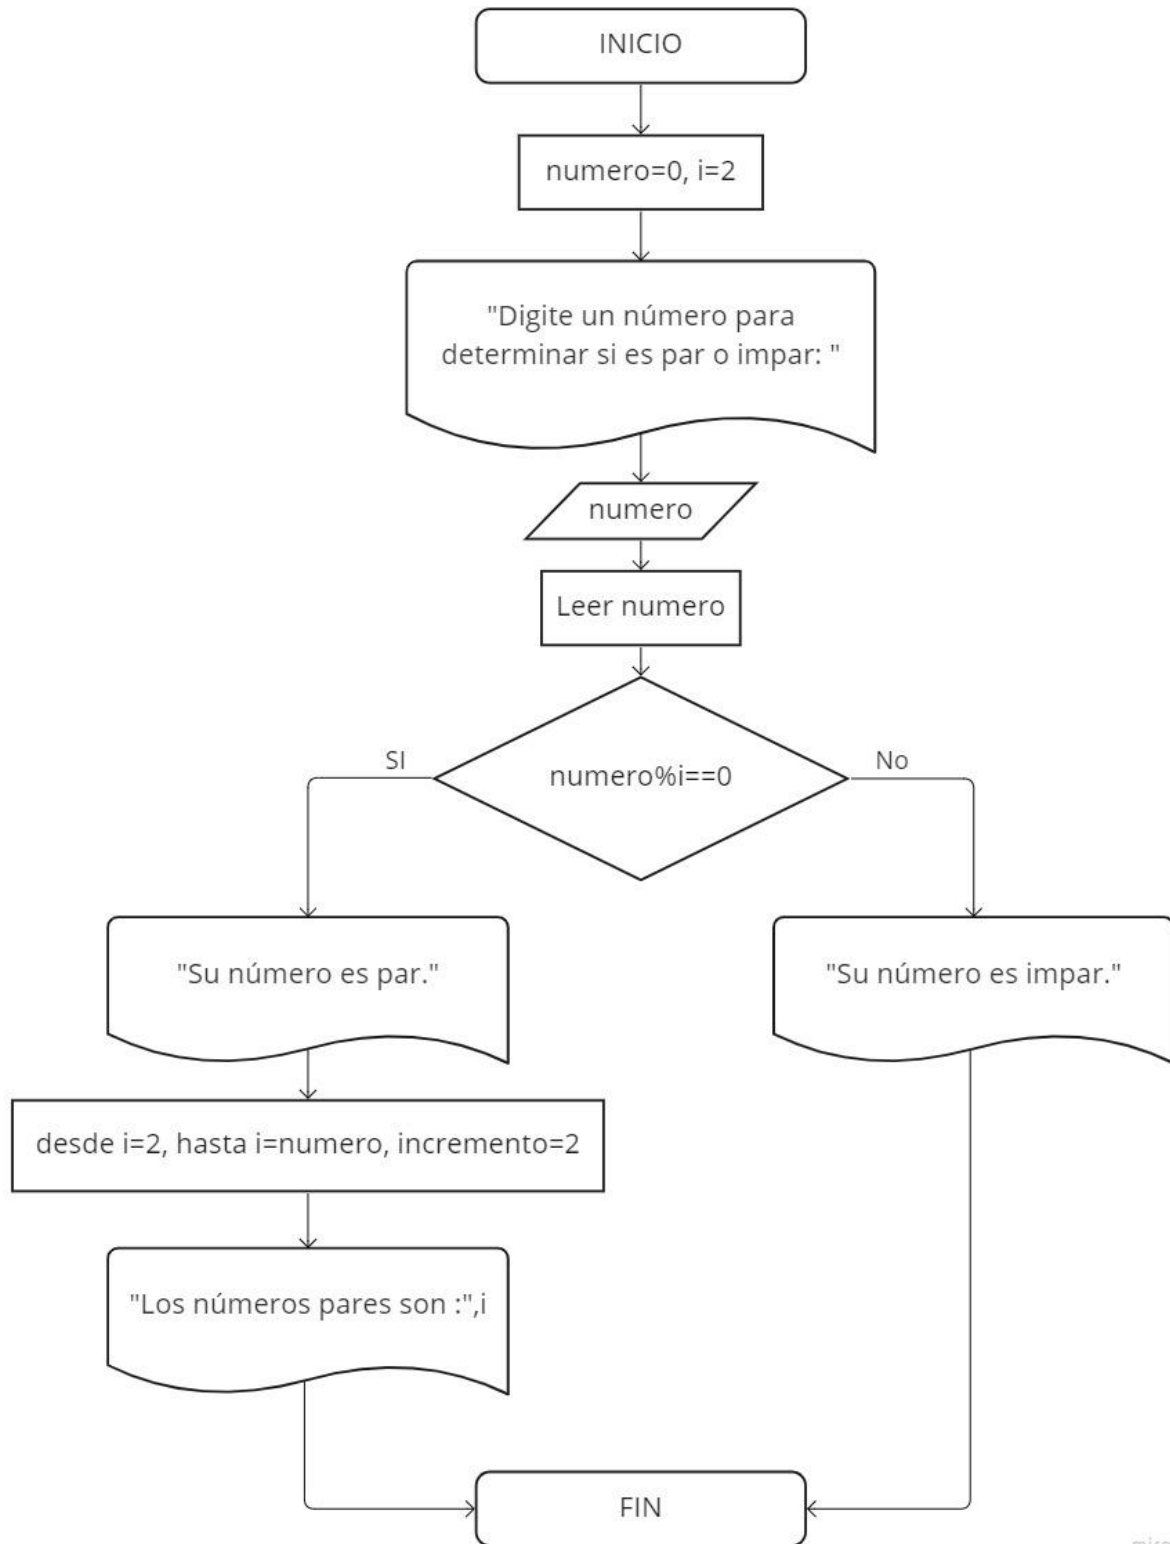 INICIO
numero=0, i=2
"Digite un número para
determinar si es par o impar: "
numero
Leer numero
numero%i==0
SI
No
"Su número es par."
"Su número es impar."
desde i=2, hasta i=numero, incremento=2
"Los números pares son :",i
FIN